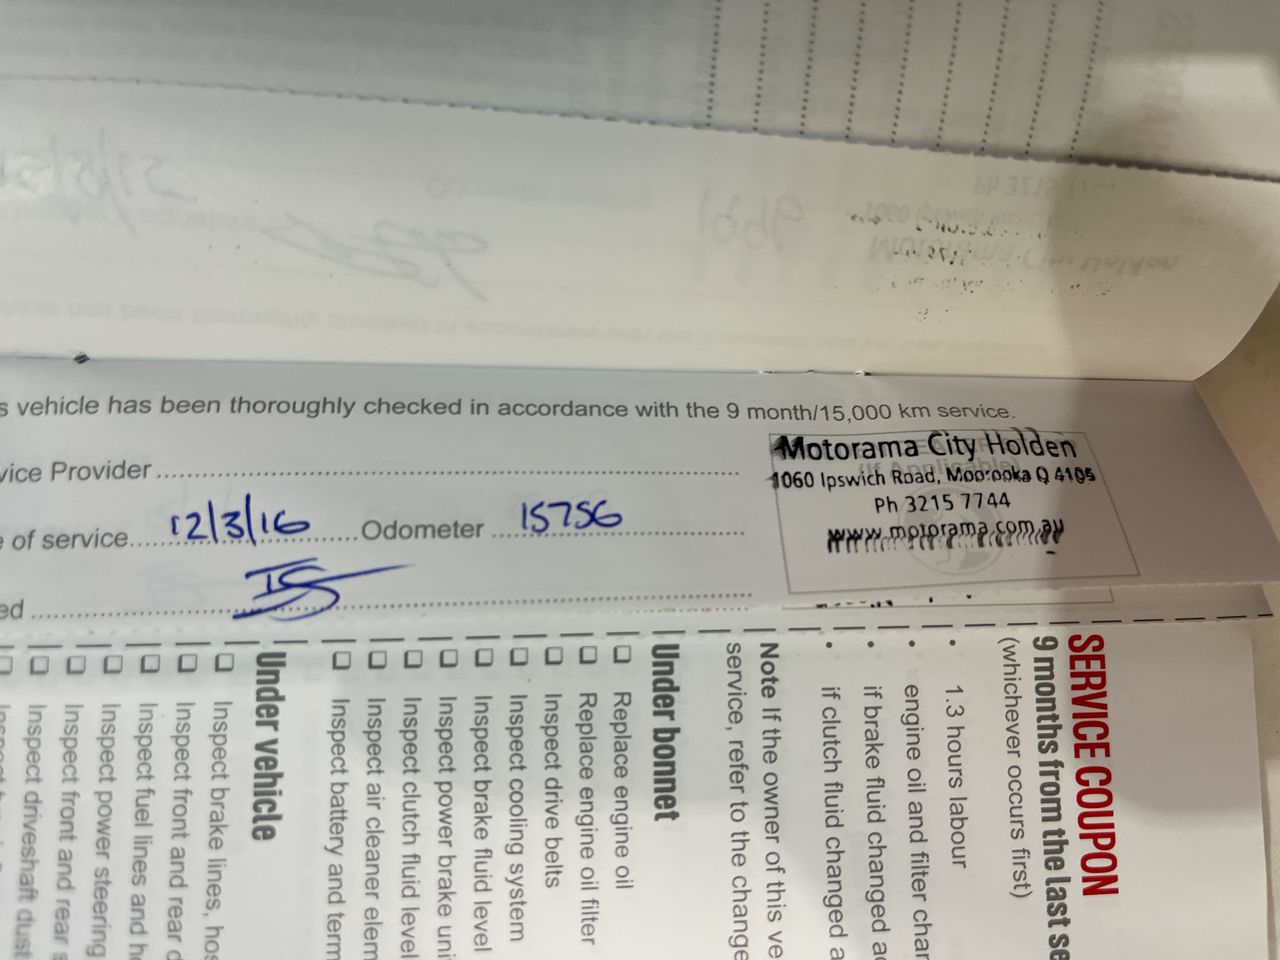 s vehicle has been thoroughly checked in accordance with the 9 month/15,000 km service.
vice Provider
of service 12/3/16 Odometer 15756
ed
Motorama City Holden
1060 Ipswich Road, Moorooka Q 4105
Ph 3215 7744
www.motorama.com.au
SERVICE COUPON
9 months from the last se
(whichever occurs first)
• 1.3 hours labour
• engine oil and filter char
• if brake fluid changed a
• if clutch fluid changed a
Note If the owner of this ve
service, refer to the change
Under bonnet
Replace engine oil
Replace engine oil filter
Inspect drive belts
Inspect cooling system
Inspect brake fluid level
Inspect power brake uni
Inspect clutch fluid level
Inspect air cleaner elem
Inspect battery and term
Under vehicle
Inspect brake lines, hos
Inspect front and rear d
Inspect fuel lines and h
Inspect power steering
Inspect front and rear s
Inspect driveshaft dust